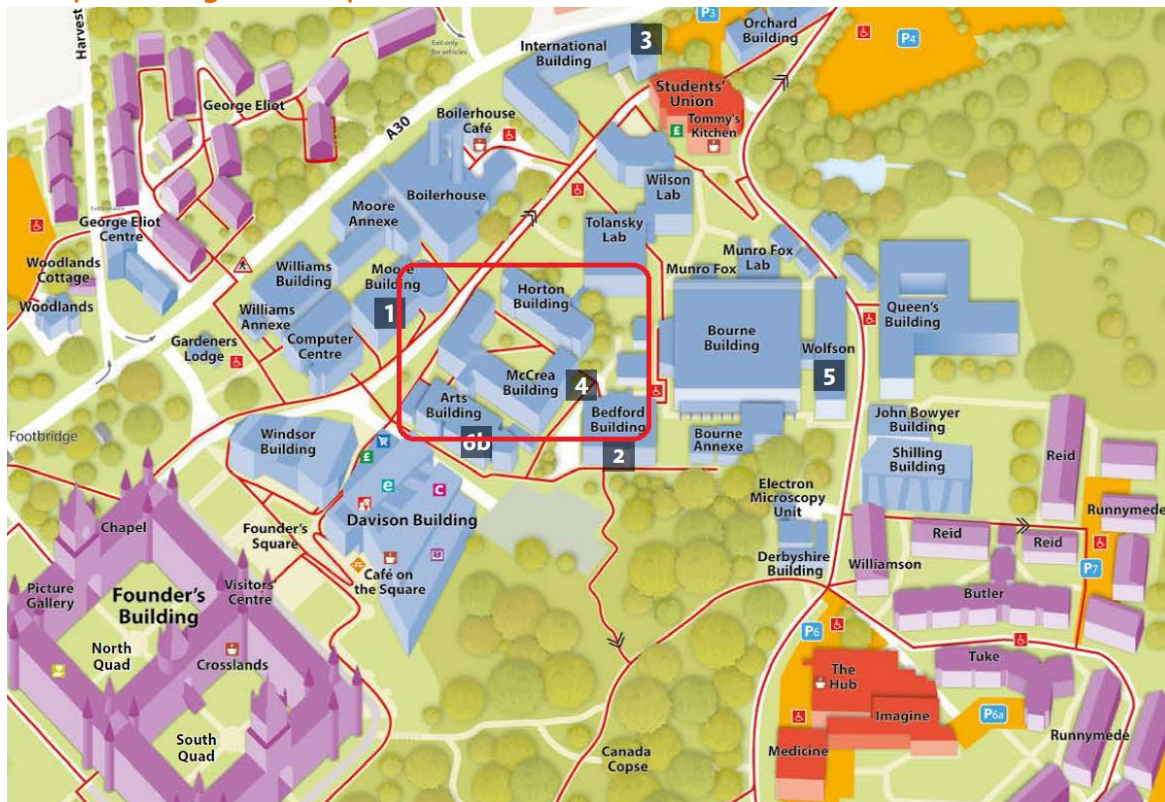 Harvest
Exit only
for vehicles
P3
Orchard
Building
P4
3
International
Building
Students'
Union
Tommy's
Kitchen
£
George Eliot
A30
Boilerhouse
Café
Boilerhouse
Moore
Annexe
Wilson
Lab
Tolansky
Lab
George Eliot
Centre
Woodlands
Cottage
Woodlands
Williams
Building
Williams
Annexe
Gardeners
Lodge
Computer
Centre
Moore
Building
1
Horton
Building
McCrea
Building
4
Arts
Building
6b
Bedford
Building
2
Munro Fox
Munro Fox
Lab
Bourne
Building
Wolfson
5
Queen's
Building
Bourne
Annexe
John Bowyer
Building
Shilling
Building
Footbridge
Windsor
Building
£
e
c
Davison Building
Founder's
Square
Café on
the Square
Chapel
Picture
Gallery
Founder's
Building
Visitors
Centre
North
Quad
Crosslands
South
Quad
Electron
Microscopy
Unit
Derbyshire
Building
Williamson
Reid
Reid
Reid
Runnymede
P7
Butler
Tuke
P6
The
Hub
Imagine
Medicine
P6a
Runnymede
Canada
Copse